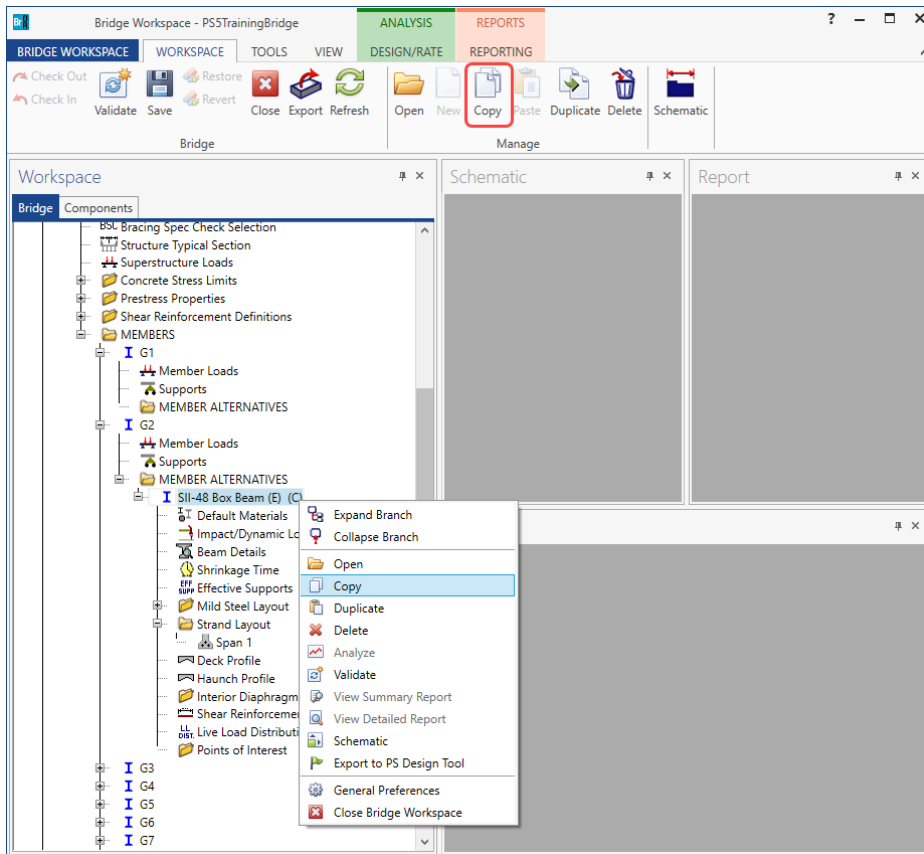 Br R
Bridge Workspace - PS5TrainingBridge
ANALYSIS
REPORTS
?
BRIDGE WORKSPACE
WORKSPACE
TOOLS
VIEW
DESIGN/RATE
REPORTING
Check Out
Check In
Validate
Save
Restore
Revert
Close
Export
Refresh
Open
New
Copy
Paste
Duplicate
Delete
Schematic
Bridge
Manage
Workspace
Schematic
Report
Bridge
Components
BSC Bracing Spec Check Selection
Structure Typical Section
Superstructure Loads
Concrete Stress Limits
Prestress Properties
Shear Reinforcement Definitions
MEMBERS
G1
Member Loads
Supports
MEMBER ALTERNATIVES
G2
Member Loads
Supports
MEMBER ALTERNATIVES
SII-48 Box Beam (E) (C)
Default Materials
Impact/Dynamic Lo
Beam Details
Shrinkage Time
EFF SUPP Effective Supports
Mild Steel Layout
Strand Layout
Span 1
Deck Profile
Haunch Profile
Interior Diaphragm
Shear Reinforcemen
LL DIST. Live Load Distributi
Points of Interest
G3
G4
G5
G6
G7
Expand Branch
Collapse Branch
Open
Copy
Duplicate
Delete
Analyze
Validate
View Summary Report
View Detailed Report
Schematic
Export to PS Design Tool
General Preferences
Close Bridge Workspace